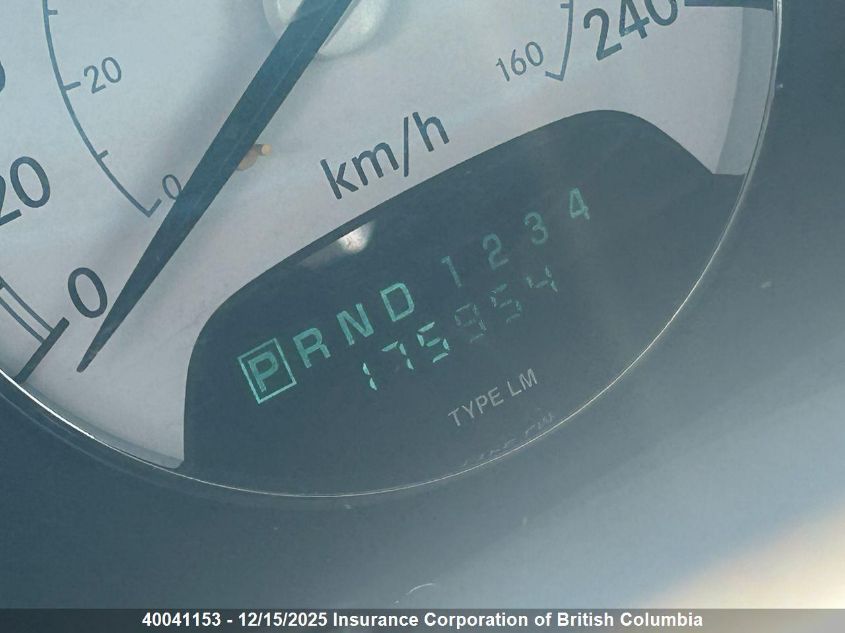 20
160
240
0
km/h
20
0
P R N D 1 2 3 4
175954
TYPE LM
40041153 - 12/15/2025 Insurance Corporation of British Columbia